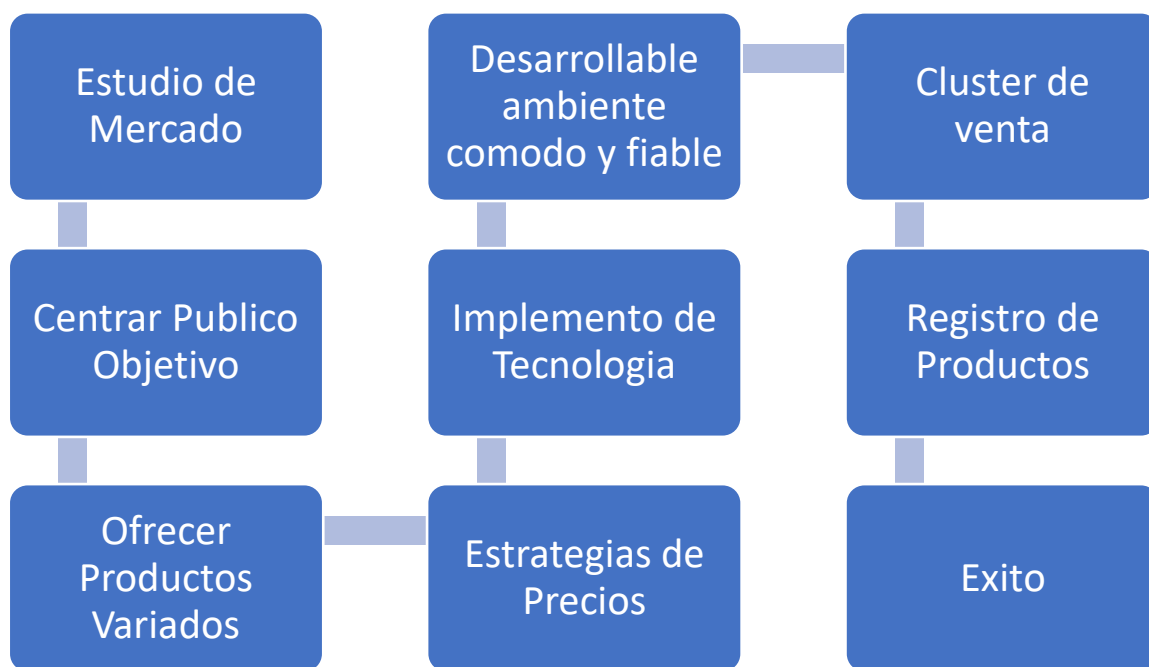 Estudio de
Mercado
Centrar Publico
Objetivo
Ofrecer
Productos
Variados
Estrategias de
Precios
Implemento de
Tecnologia
Desarrollable
ambiente
comodo y fiable
Cluster de
venta
Registro de
Productos
Exito